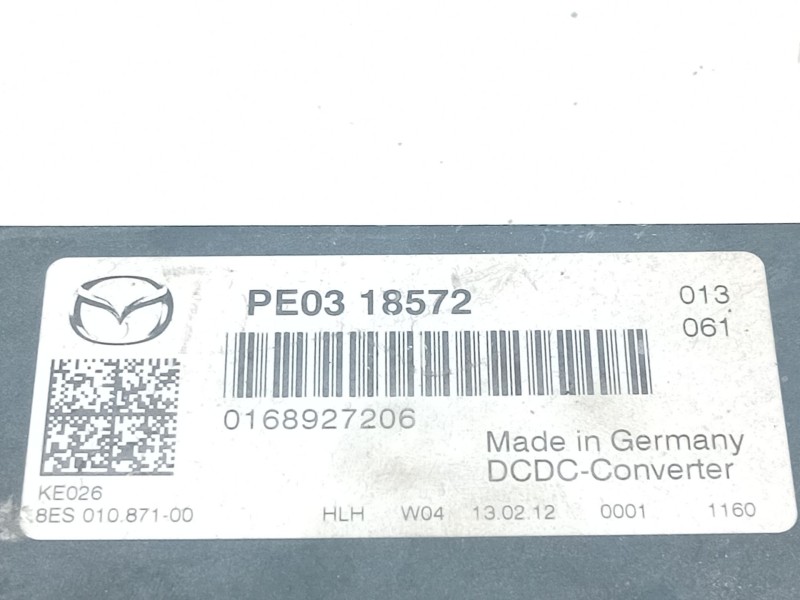 PE03 18572
013
061
0168927206
Made in Germany
DCDC-Converter
KE026
8ES 010.871-00 HLH W04 13.02.12 0001 1160